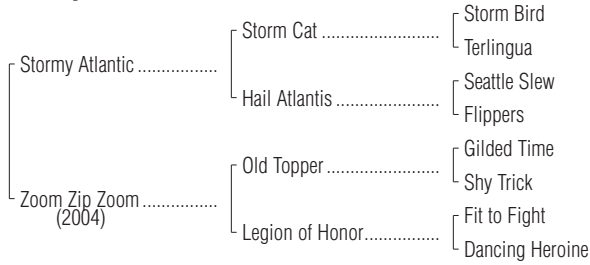 Storm Bird
Storm Cat ........................
Terlingua
Stormy Atlantic ................
Seattle Slew
Hail Atlantis .....................
Flippers
Gilded Time
Old Topper .......................
Shy Trick
Zoom Zip Zoom ...............
(2004)
Fit to Fight
Legion of Honor...............
Dancing Heroine